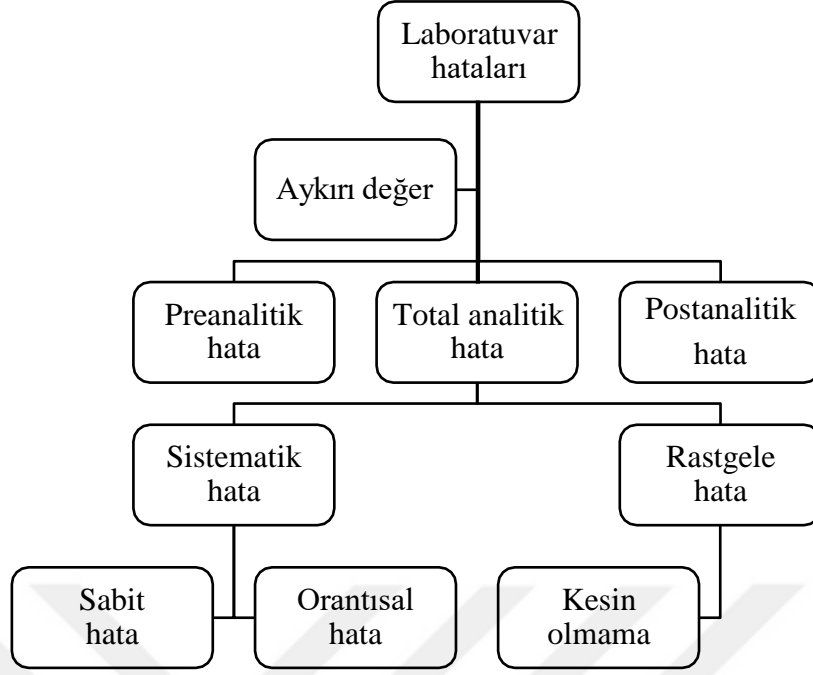 Laboratuvar
hataları
Aykırı değer
Preanalitik
hata
Total analitik
hata
Postanalitik
hata
Sistematik
hata
Rastgele
hata
Sabit
hata
Orantısal
hata
Kesin
olmama